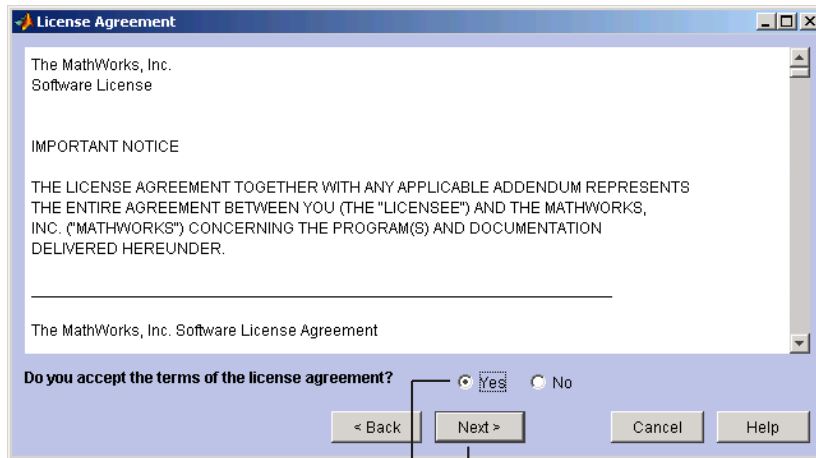 License Agreement
The MathWorks, Inc.
Software License
IMPORTANT NOTICE
THE LICENSE AGREEMENT TOGETHER WITH ANY APPLICABLE ADDENDUM REPRESENTS
THE ENTIRE AGREEMENT BETWEEN YOU (THE "LICENSEE") AND THE MATHWORKS,
INC. ("MATHWORKS") CONCERNING THE PROGRAM(S) AND DOCUMENTATION
DELIVERED HEREUNDER.
The MathWorks, Inc. Software License Agreement
Do you accept the terms of the license agreement? Yes No
< Back Next > Cancel Help